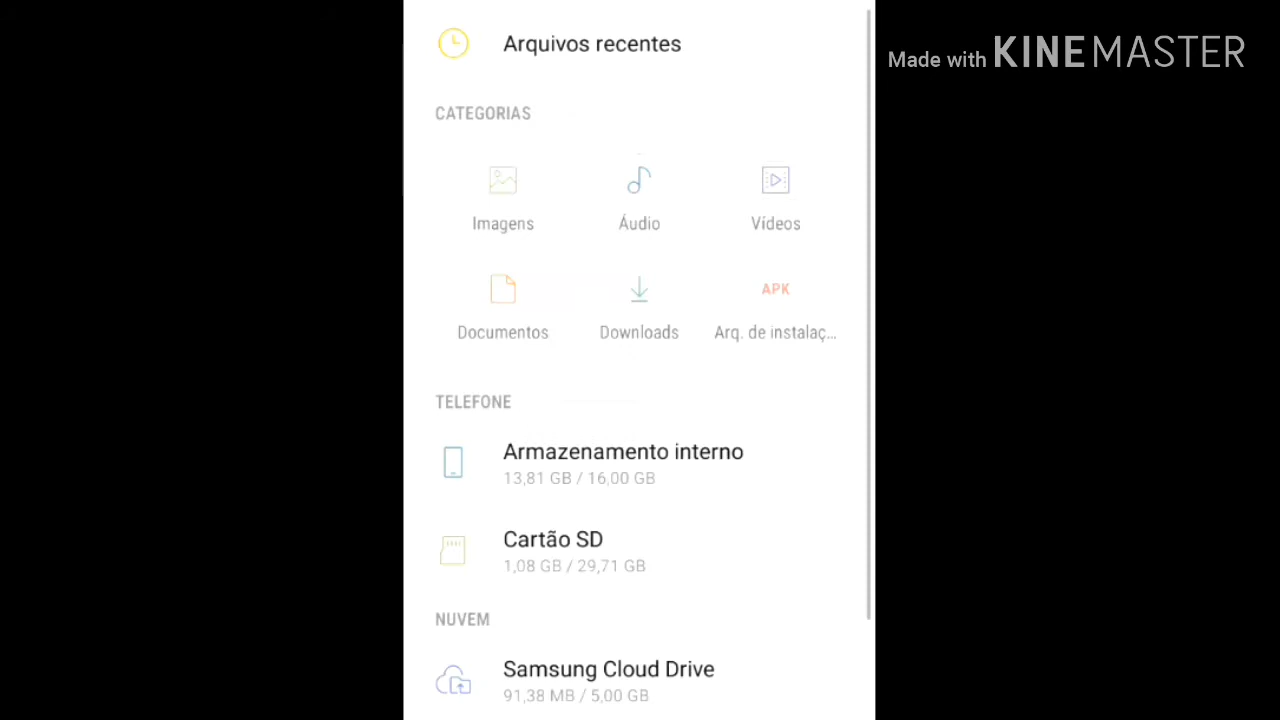 Arquivos recentes
Made with KINEMASTER
CATEGORIAS
Imagens
Áudio
Vídeos
APK
Documentos
Downloads
Arq. de instalaç...
TELEFONE
Armazenamento interno
13,81 GB / 16,00 GB
Cartão SD
1,08 GB / 29,71 GB
NUVEM
Samsung Cloud Drive
91,38 MB / 5,00 GB